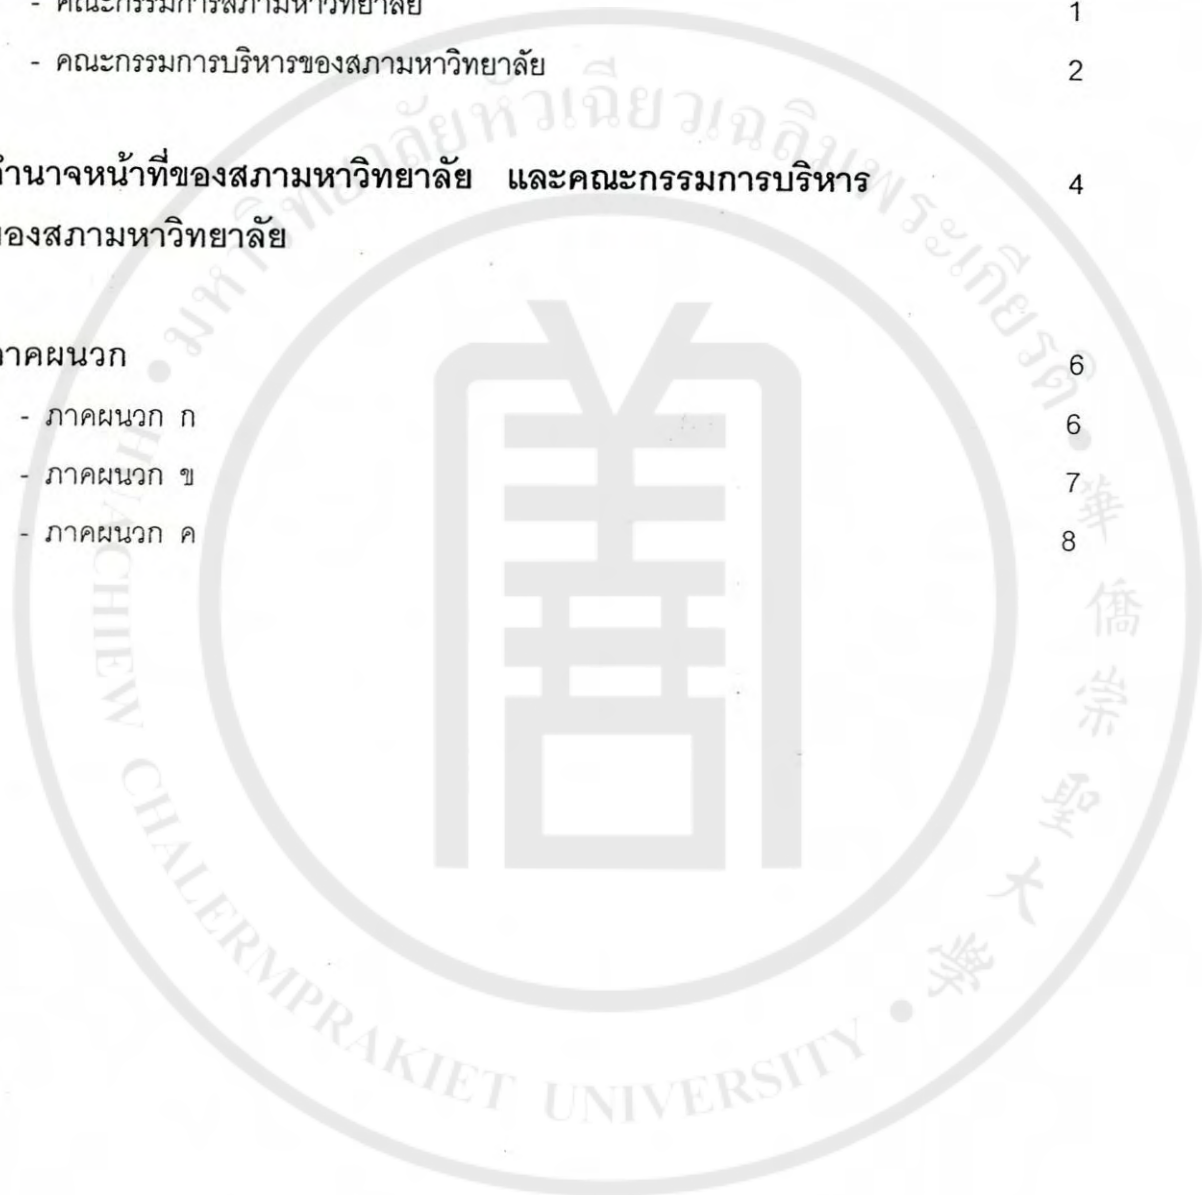 - คณะกรรมการสภามหาวิทยาลัย 1
- คณะกรรมการบริหารของสภามหาวิทยาลัย 2
อำนาจหน้าที่ของสภามหาวิทยาลัย และคณะกรรมการบริหาร 4
ของสภามหาวิทยาลัย
ภาคผนวก 6
- ภาคผนวก ก 6
- ภาคผนวก ข 7
- ภาคผนวก ค 8
มหาวิทยาลัยหัวเฉียวเฉลิมพระเกียรติ
華僑崇聖大學
HUACHIEW CHALERMPRAKIET UNIVERSITY